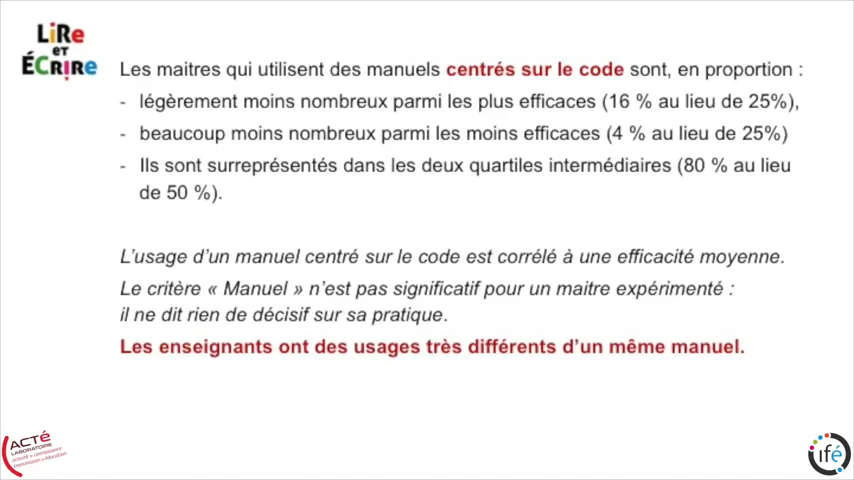 LiRe
ET
ÉCRiRe
Les maitres qui utilisent des manuels centrés sur le code sont, en proportion :
- légèrement moins nombreux parmi les plus efficaces (16 % au lieu de 25%),
- beaucoup moins nombreux parmi les moins efficaces (4 % au lieu de 25%)
- Ils sont surreprésentés dans les deux quartiles intermédiaires (80 % au lieu
de 50 %).
L’usage d’un manuel centré sur le code est corrélé à une efficacité moyenne.
Le critère « Manuel » n’est pas significatif pour un maitre expérimenté :
il ne dit rien de décisif sur sa pratique.
Les enseignants ont des usages très différents d’un même manuel.
ACTé
LABORATOIRE
activité » connaissance
transmission » éducation
ifé